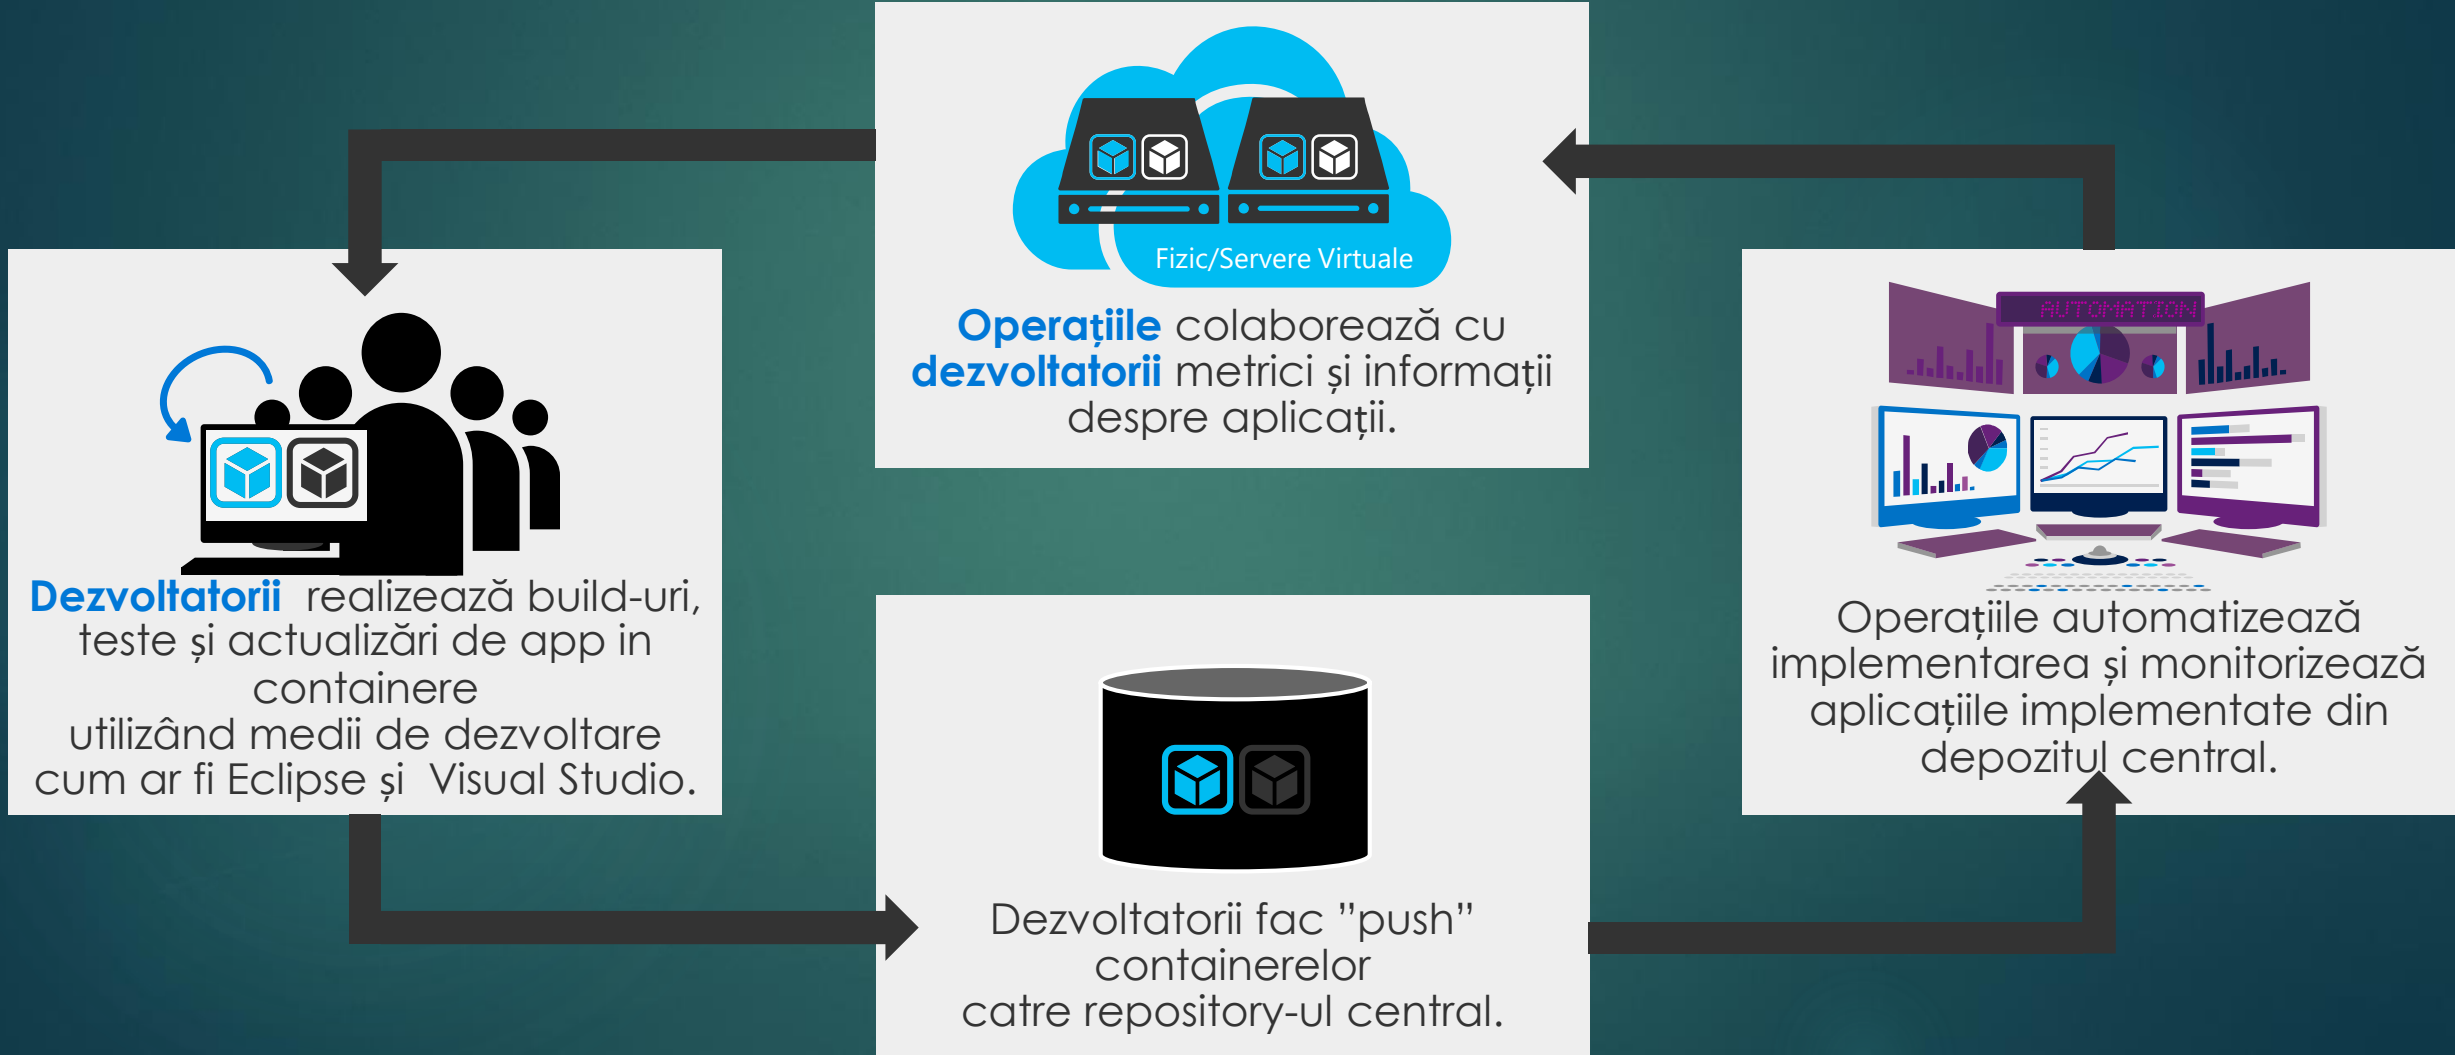 Fizic/Servere Virtuale
Operațiile colaborează cu
dezvoltatorii metrici și informații
despre aplicații.
Dezvoltatorii realizează build-uri,
teste și actualizări de app in
containere
utilizând medii de dezvoltare
cum ar fi Eclipse și Visual Studio.
Dezvoltatorii fac ”push”
containerelor
catre repository-ul central.
AUTOMATION
Operațiile automatizează
implementarea și monitorizează
aplicațiile implementate din
depozitul central.